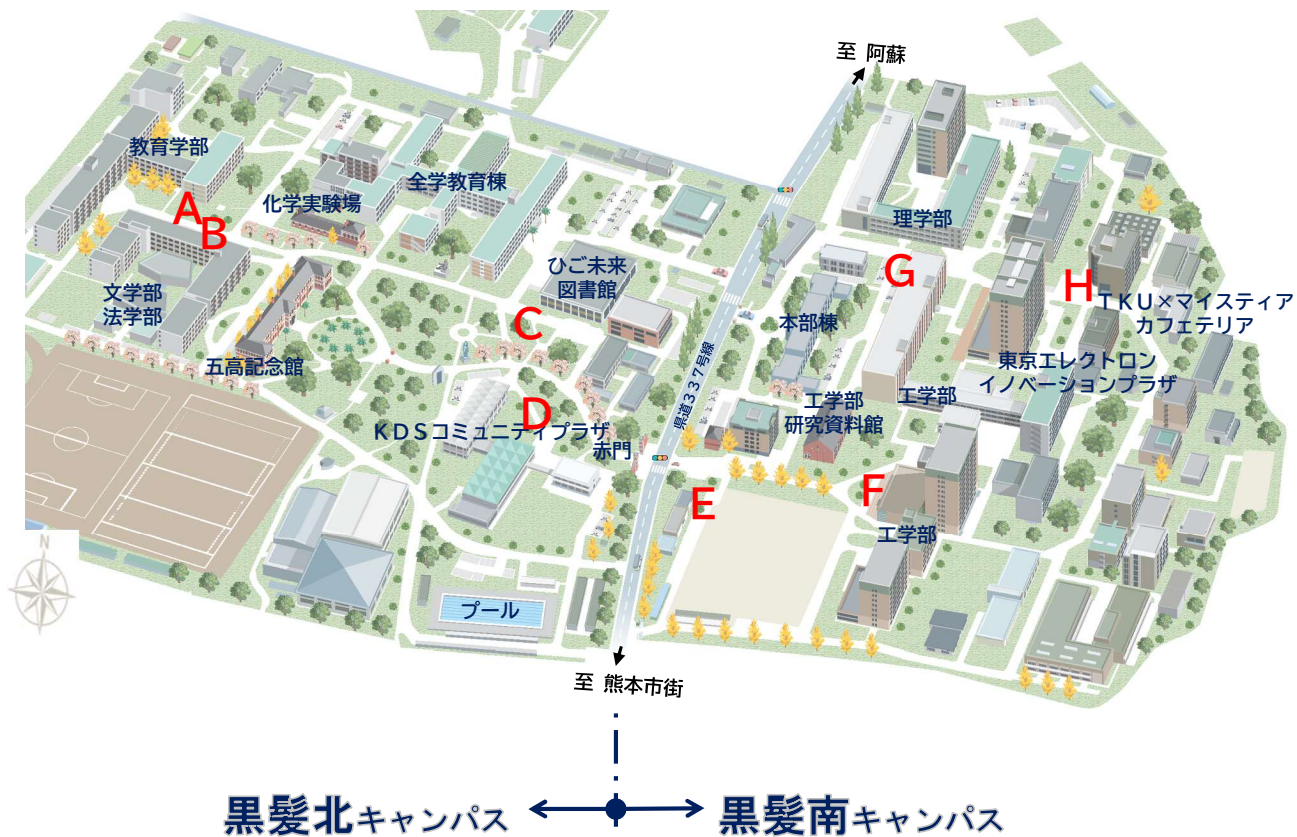 至 阿蘇
教育学部
化学実験場
全学教育棟
理学部
A
B
ひご未来
図書館
G
H
文学部
法学部
C
本部棟
TKU×マイスティア
カフェテリア
五高記念館
県道337号線
東京エレクトロン
イノベーションプラザ
D
KDSコミュニティプラザ
赤門
工学部
研究資料館
工学部
E
F
工学部
N
プール
至 熊本市街
黒髪北キャンパス
黒髪南キャンパス